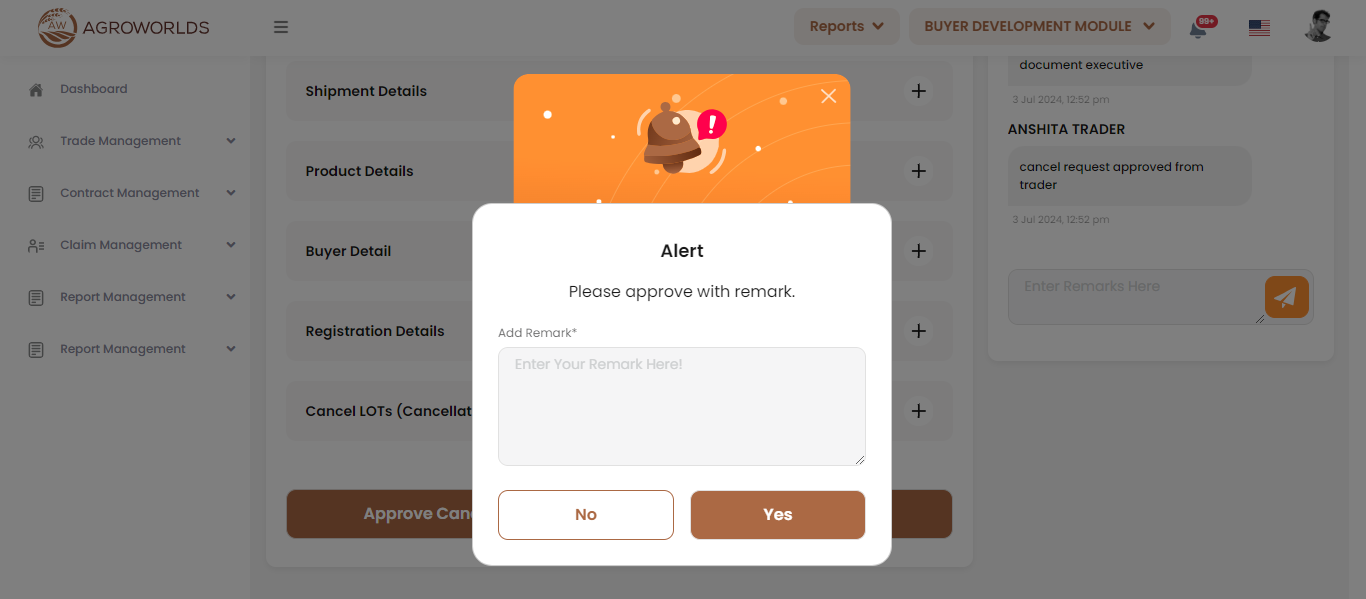 AW AGROWORLDS
Reports
BUYER DEVELOPMENT MODULE
99+
Dashboard
Trade Management
Contract Management
Claim Management
Report Management
Report Management
Shipment Details
Product Details
Buyer Detail
Registration Details
Cancel LOTs (Cancellat
Approve Canc
!
Alert
Please approve with remark.
Add Remark*
Enter Your Remark Here!
No
Yes
document executive
3 Jul 2024, 12:52 pm
ANSHITA TRADER
cancel request approved from
trader
3 Jul 2024, 12:52 pm
Enter Remarks Here